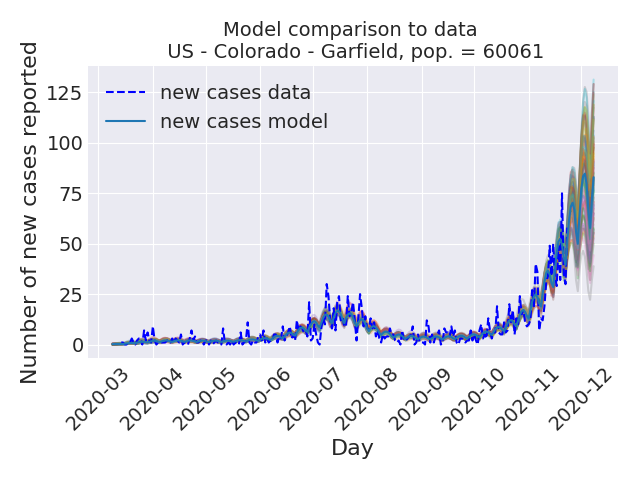 Model comparison to data
US - Colorado - Garfield, pop. = 60061
new cases data
new cases model
Number of new cases reported
125
100
75
50
25
0
2020-03
2020-04
2020-05
2020-06
2020-07
2020-08
2020-09
2020-10
2020-11
2020-12
Day